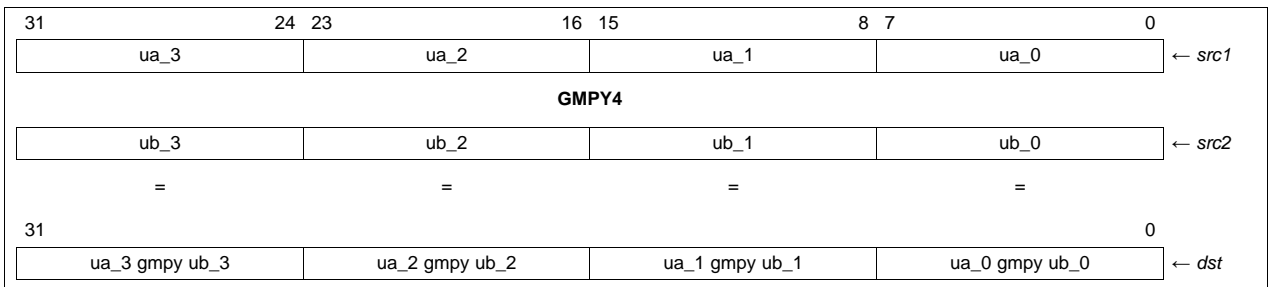 31 24 23 16 15 8 7 0
ua_3 ua_2 ua_1 ua_0 ← src1
GMPY4
ub_3 ub_2 ub_1 ub_0 ← src2
= = = =
31 0
ua_3 gmpy ub_3 ua_2 gmpy ub_2 ua_1 gmpy ub_1 ua_0 gmpy ub_0 ← dst